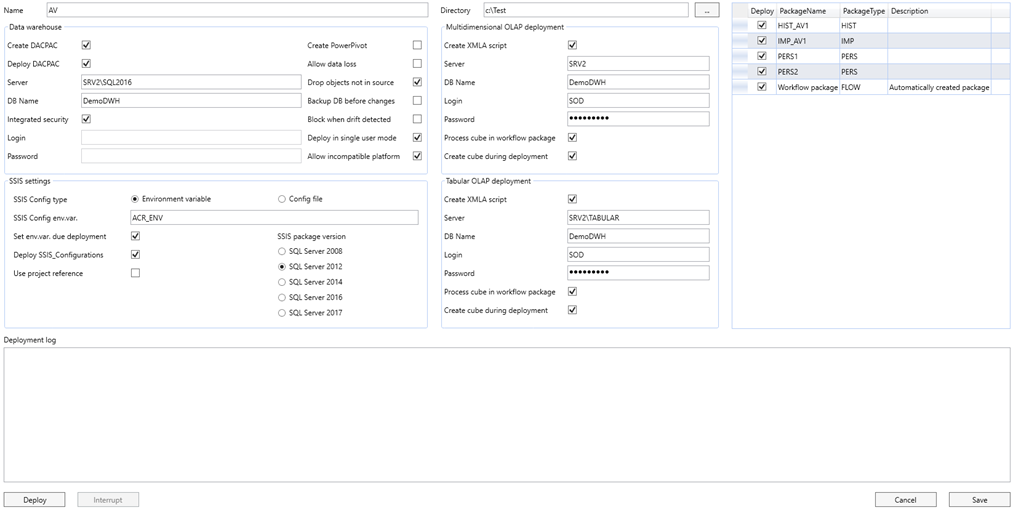 Name AV Directory c:\Test ..
Data warehouse
Create DACPAC Create PowerPivot
Deploy DACPAC Allow data loss
Server SRV2\SQL2016 Drop objects not in source
DB Name DemoDWH Backup DB before changes
Integrated security Block when drift detected
Login Deploy in single user mode
Password Allow incompatible platform
Multidimensional OLAP deployment
Create XMLA script
Server SRV2
DB Name DemoDWH
Login SOD
Password •••••••••
Process cube in workflow package
Create cube during deployment
Deploy PackageName PackageType Description
HIST_AV1 HIST
IMP_AV1 IMP
PERS1 PERS
PERS2 PERS
Workflow package FLOW Automatically created package
SSIS settings
SSIS Config type Environment variable Config file
SSIS Config env.var. ACR_ENV
Set env.var. due deployment SSIS package version
Deploy SSIS_Configurations SQL Server 2008
Use project reference SQL Server 2012
SQL Server 2014
SQL Server 2016
SQL Server 2017
Tabular OLAP deployment
Create XMLA script
Server SRV2\TABULAR
DB Name DemoDWH
Login SOD
Password •••••••••
Process cube in workflow package
Create cube during deployment
Deployment log
Deploy Interrupt Cancel Save